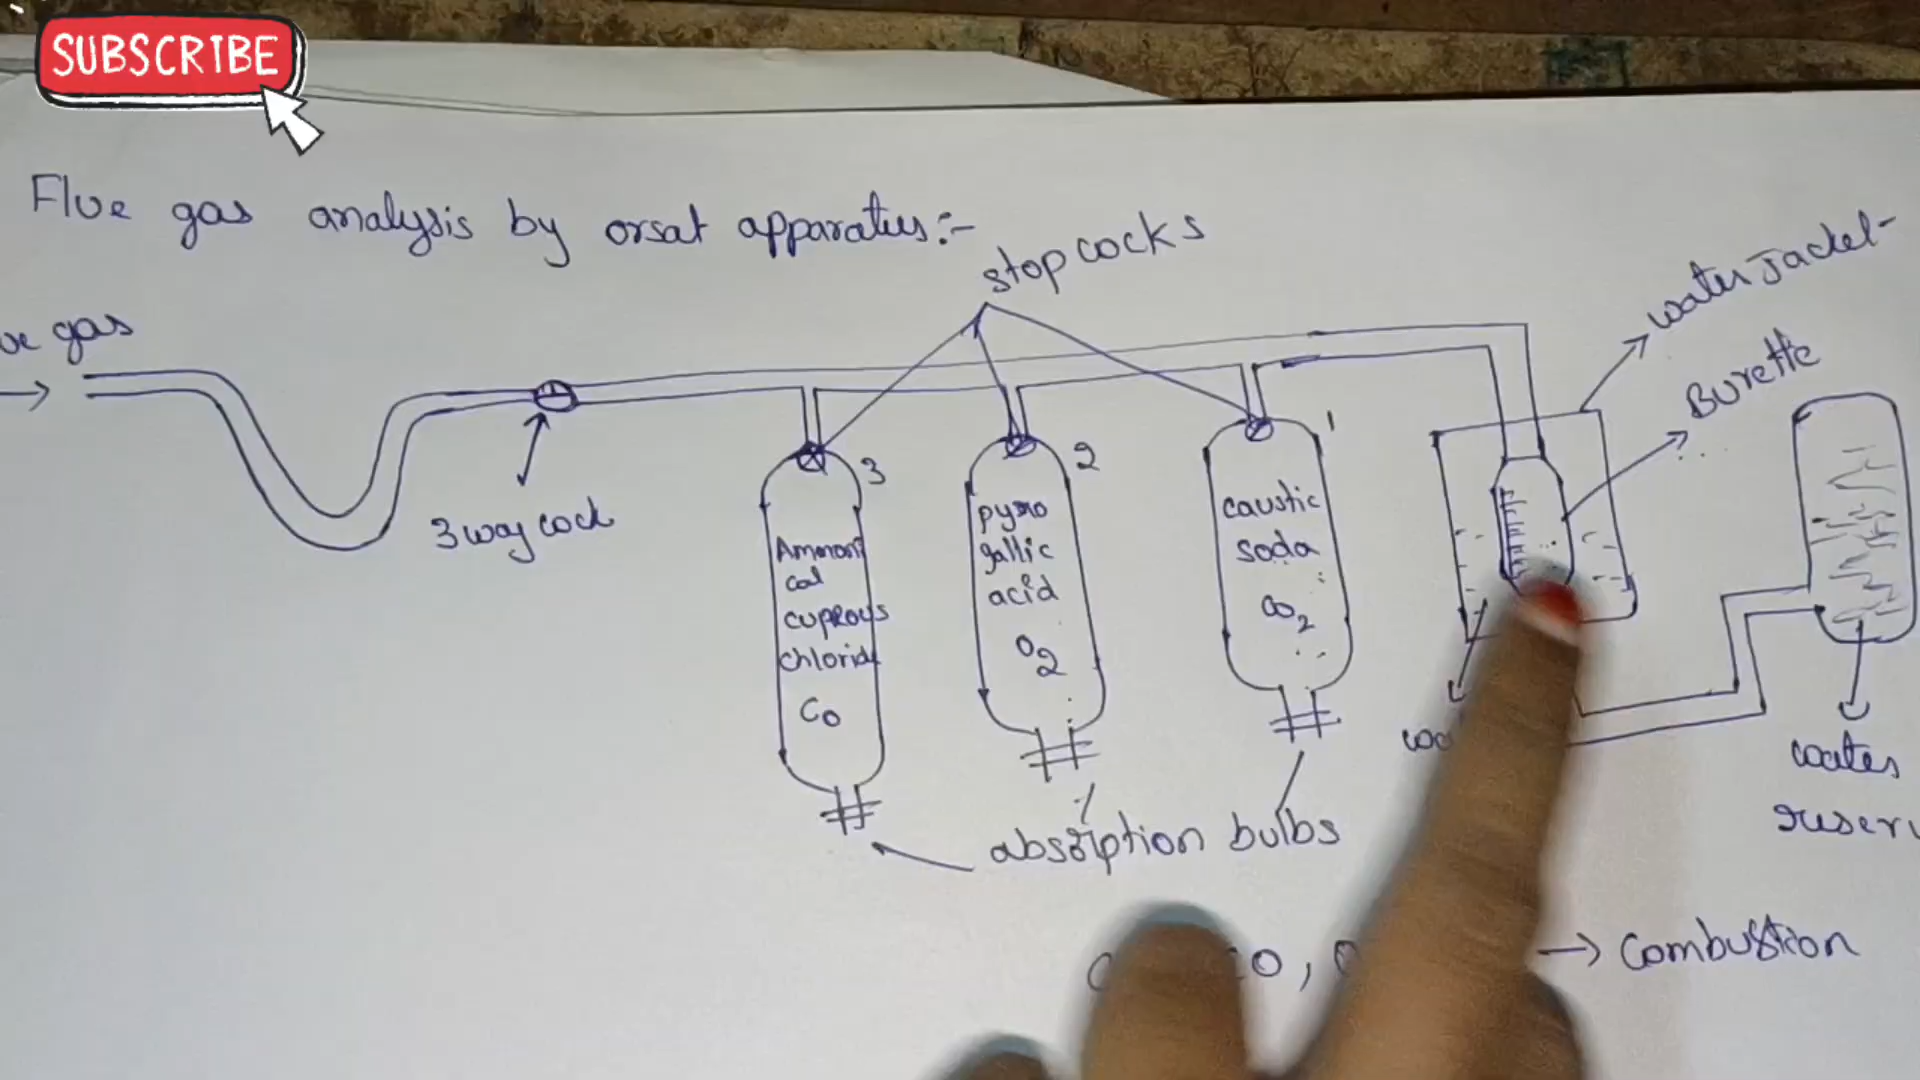 SUBSCRIBE
Flue gas analysis by orsat apparatus:-
stop cocks
water Jacket
gas
Burette
3 way cock
3
2
1
Ammoni
cal
cuprous
chloride
CO
pyro
gallic
acid
O2
caustic
soda
CO2
water
absorption bulbs
CO,
→ Combustion